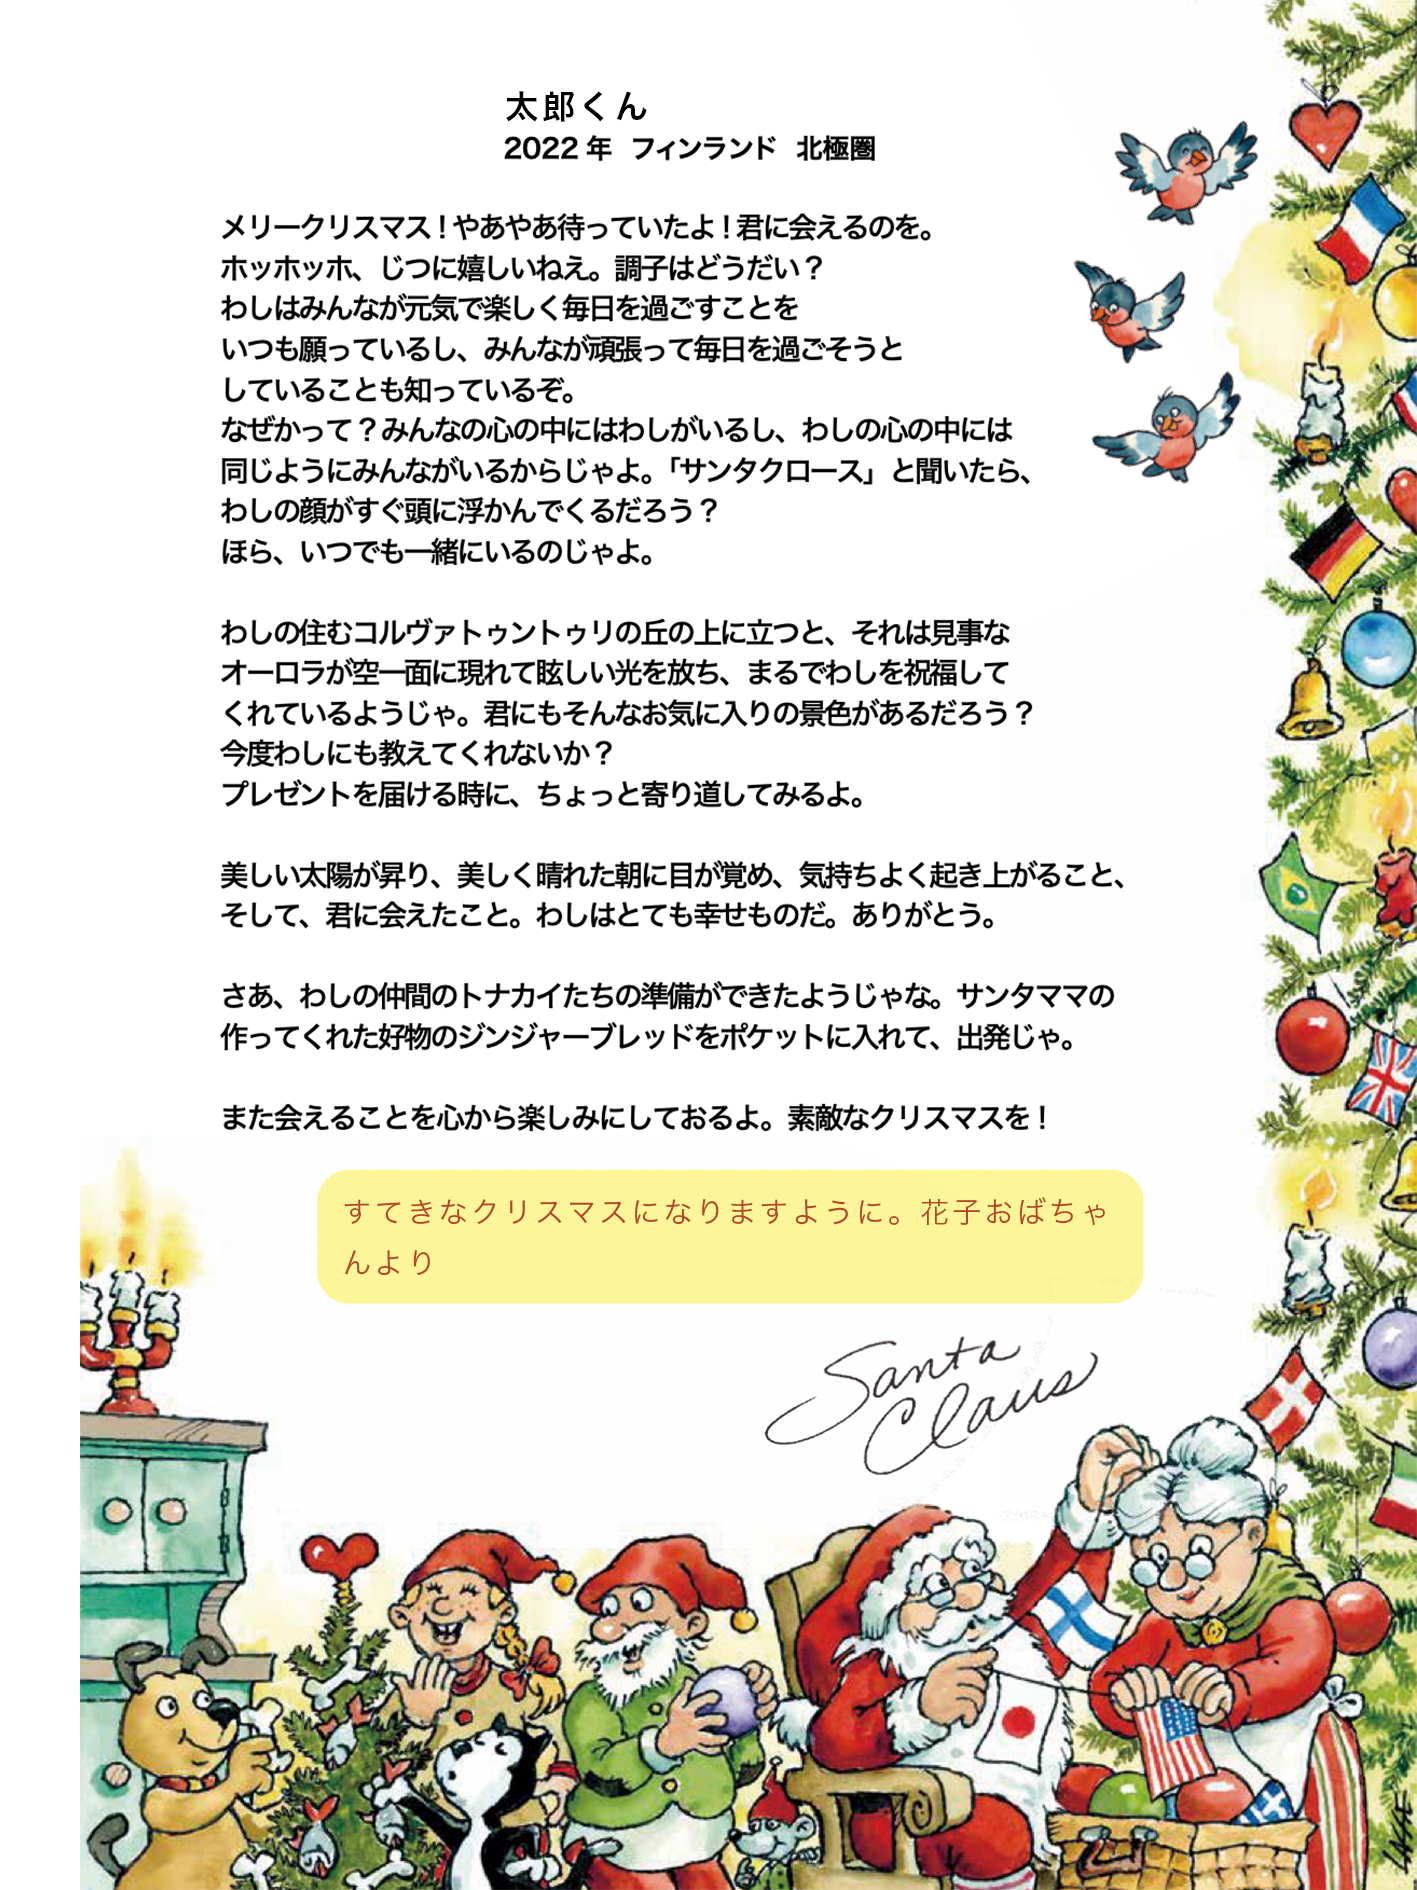 太郎くん
2022 年 フィンランド 北極圏
メリークリスマス！やあやあ待っていたよ！君に会えるのを。
ホッホッホ、じつに嬉しいねえ。調子はどうだい？
わしはみんなが元気で楽しく毎日を過ごすことを
いつも願っているし、みんなが頑張って毎日を過ごそうと
していることも知っているぞ。
なぜかって？みんなの心の中にはわしがいるし、わしの心の中には
同じようにみんながいるからじゃよ。「サンタクロース」と聞いたら、
わしの顔がすぐ頭に浮かんでくるだろう？
ほら、いつでも一緒にいるのじゃよ。
わしの住むコルヴァトゥントゥリの丘の上に立つと、それは見事な
オーロラが空一面に現れて眩しい光を放ち、まるでわしを祝福して
くれているようじゃ。君にもそんなお気に入りの景色があるだろう？
今度わしにも教えてくれないか？
プレゼントを届ける時に、ちょっと寄り道してみるよ。
美しい太陽が昇り、美しく晴れた朝に目が覚め、気持ちよく起き上がること、
そして、君に会えたこと。わしはとても幸せものだ。ありがとう。
さあ、わしの仲間のトナカイたちの準備ができたようじゃな。サンタママの
作ってくれた好物のジンジャーブレッドをポケットに入れて、出発じゃ。
また会えることを心から楽しみにしておるよ。素敵なクリスマスを！
すてきなクリスマスになりますように。花子おばちゃ
んより
Santa
Claus